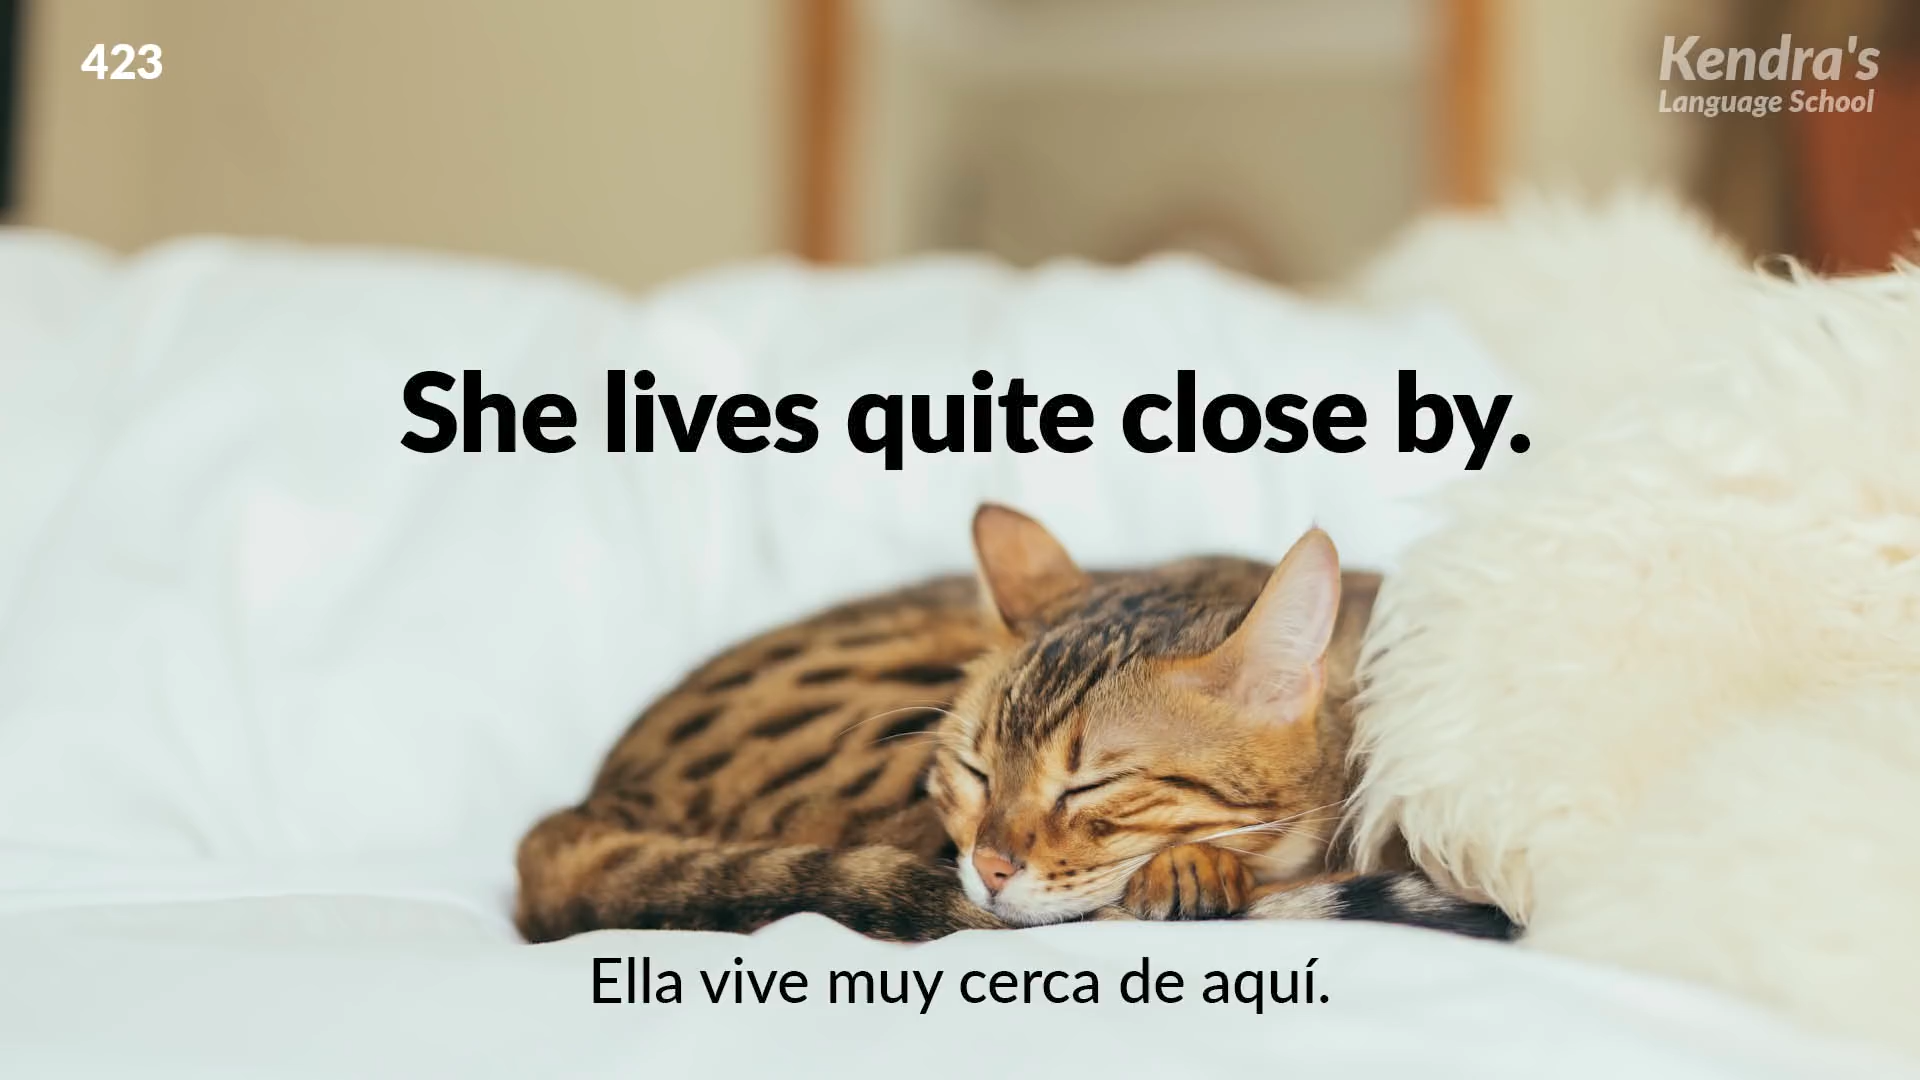 423
Kendra's
Language School
She lives quite close by.
Ella vive muy cerca de aquí.